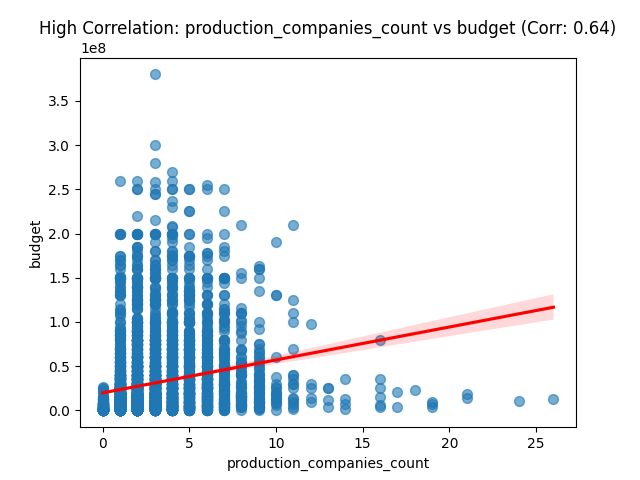 High Correlation: production_companies_count vs budget (Corr: 0.64)
1e8
3.5
3.0
2.5
2.0
1.5
1.0
0.5
0.0
budget
0 5 10 15 20 25
production_companies_count